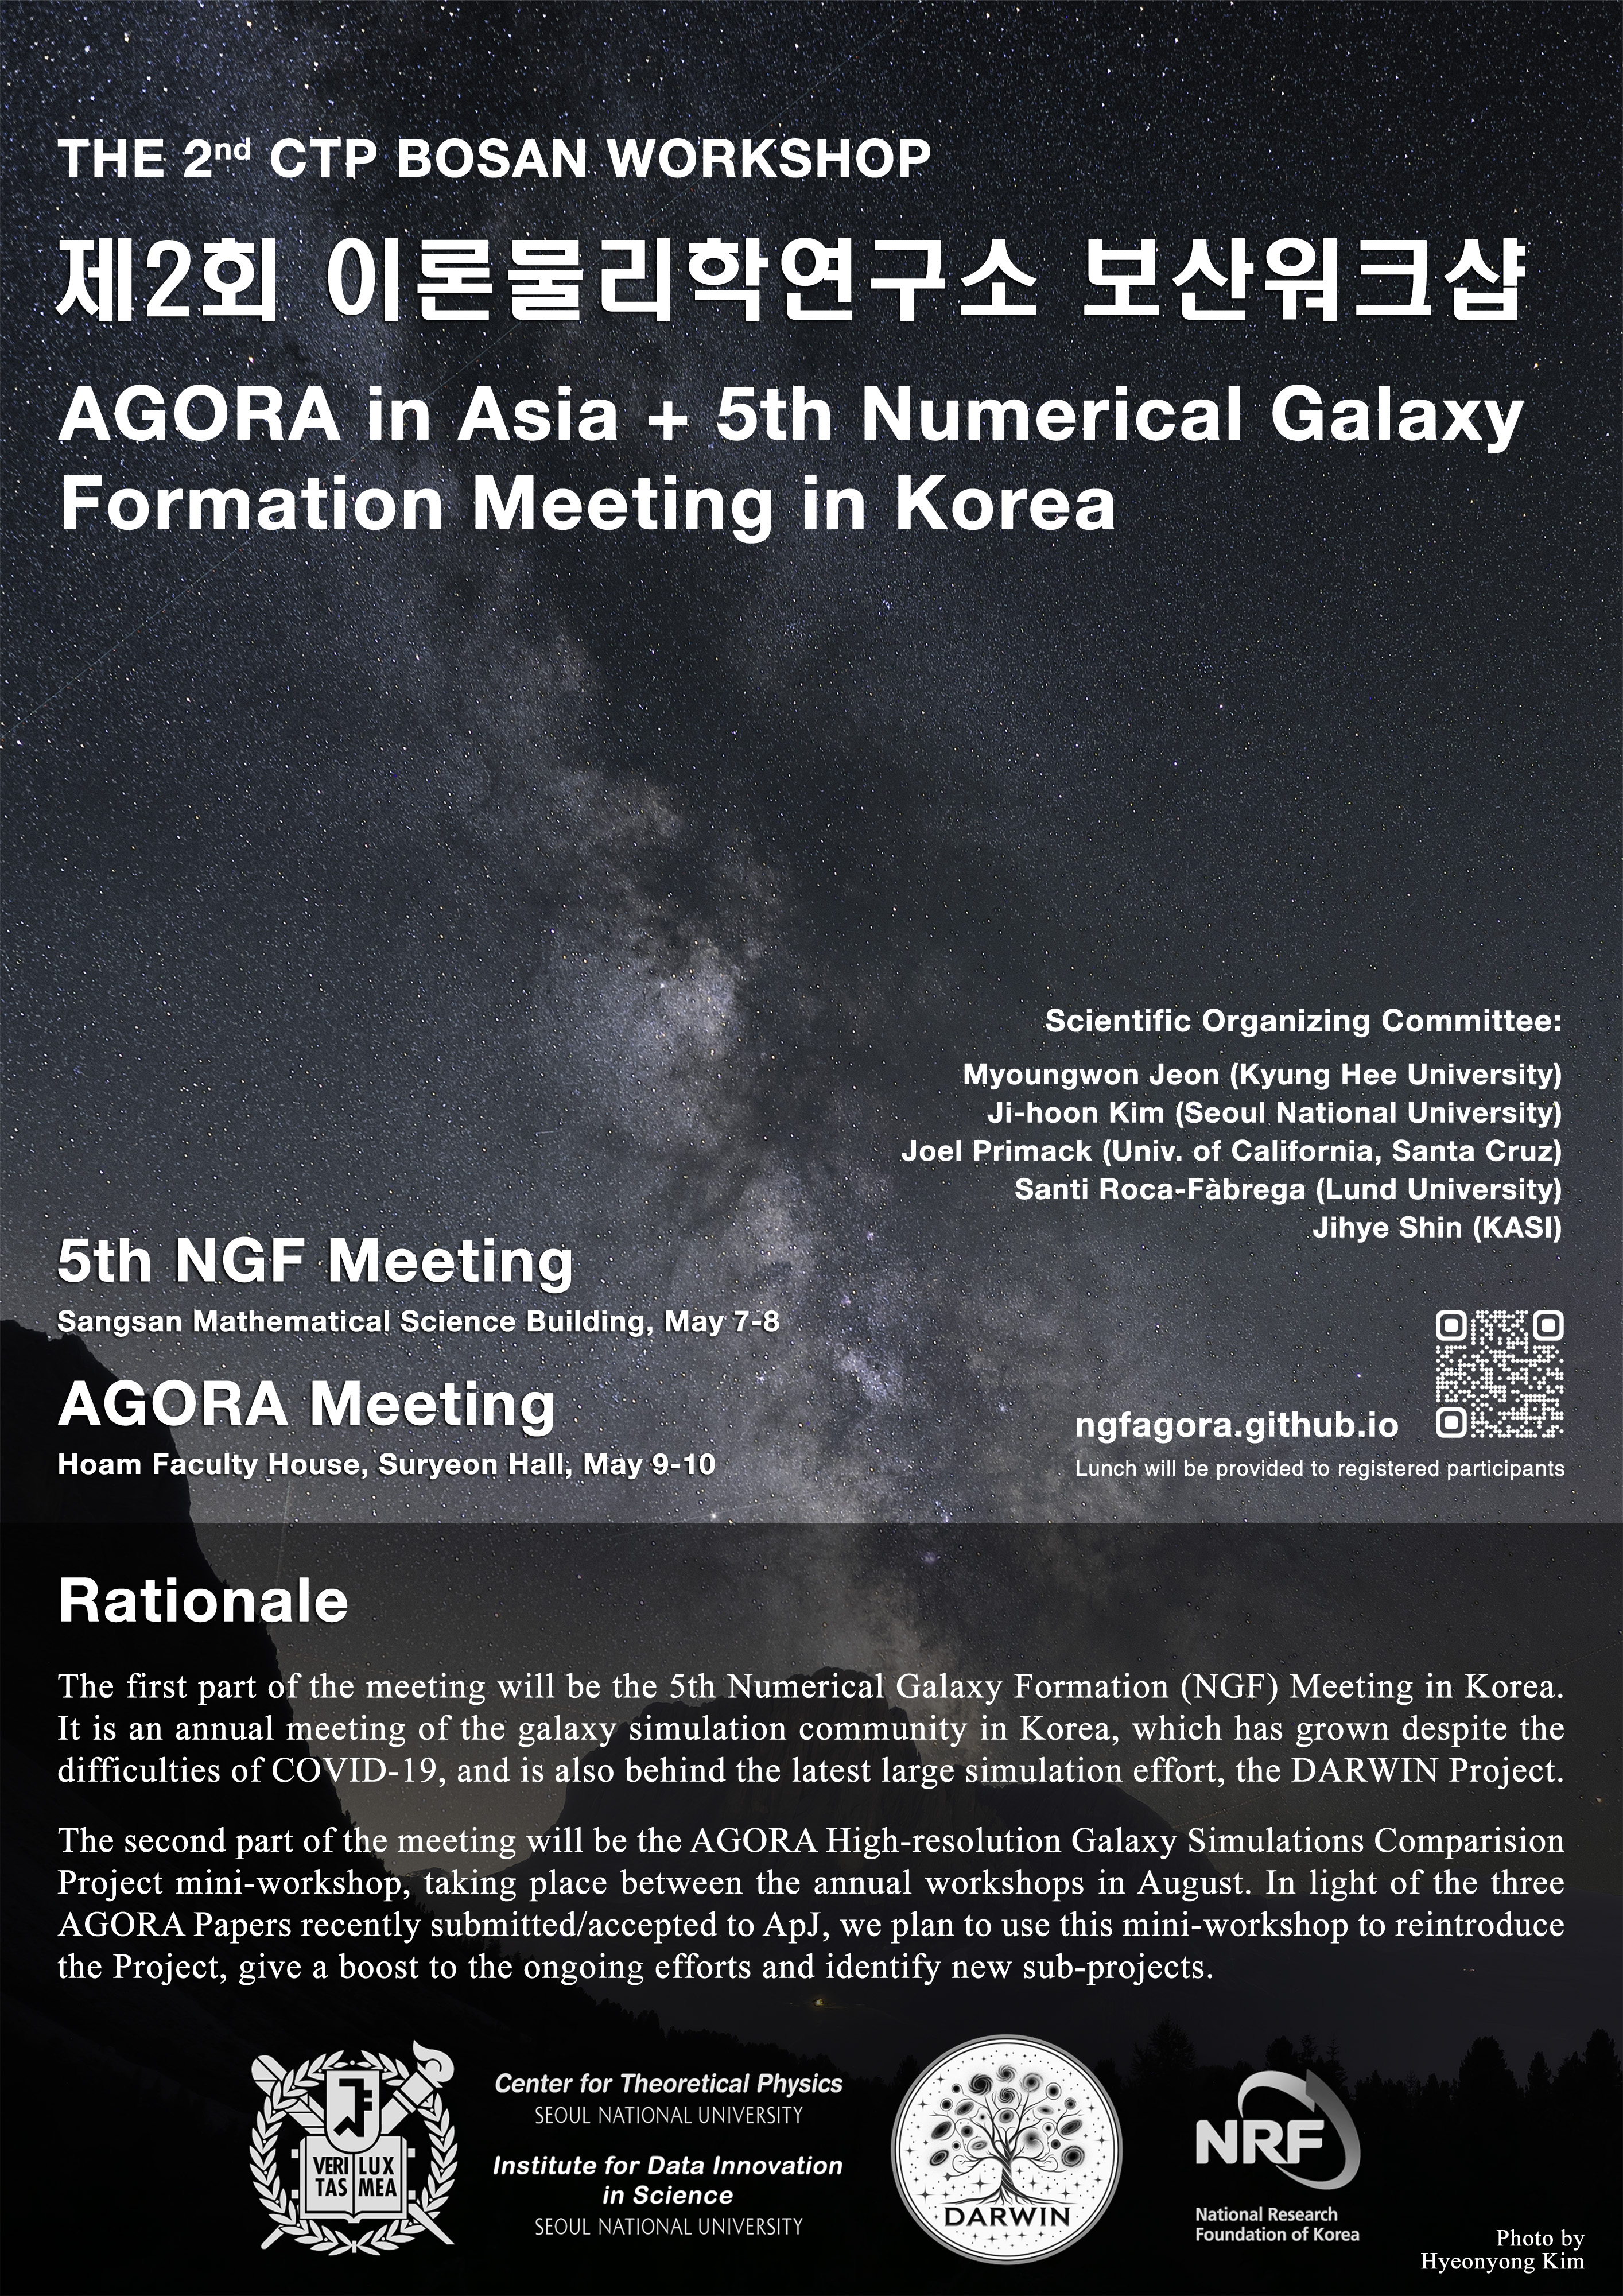 THE 2nd CTP BOSAN WORKSHOP
제2회 이론물리학연구소 보산워크샵
AGORA in Asia + 5th Numerical Galaxy
Formation Meeting in Korea
Scientific Organizing Committee:
Myoungwon Jeon (Kyung Hee University)
Ji-hoon Kim (Seoul National University)
Joel Primack (Univ. of California, Santa Cruz)
Santi Roca-Fàbrega (Lund University)
Jihye Shin (KASI)
5th NGF Meeting
Sangsan Mathematical Science Building, May 7-8
AGORA Meeting
Hoam Faculty House, Suryeon Hall, May 9-10
ngfagora.github.io
Lunch will be provided to registered participants
Rationale
The first part of the meeting will be the 5th Numerical Galaxy Formation (NGF) Meeting in Korea.
It is an annual meeting of the galaxy simulation community in Korea, which has grown despite the
difficulties of COVID-19, and is also behind the latest large simulation effort, the DARWIN Project.
The second part of the meeting will be the AGORA High-resolution Galaxy Simulations Comparision
Project mini-workshop, taking place between the annual workshops in August. In light of the three
AGORA Papers recently submitted/accepted to ApJ, we plan to use this mini-workshop to reintroduce
the Project, give a boost to the ongoing efforts and identify new sub-projects.
VERI LUX
TAS MEA
Center for Theoretical Physics
SEOUL NATIONAL UNIVERSITY
Institute for Data Innovation
in Science
SEOUL NATIONAL UNIVERSITY
DARWIN
NRF
National Research
Foundation of Korea
Photo by
Hyeonyong Kim